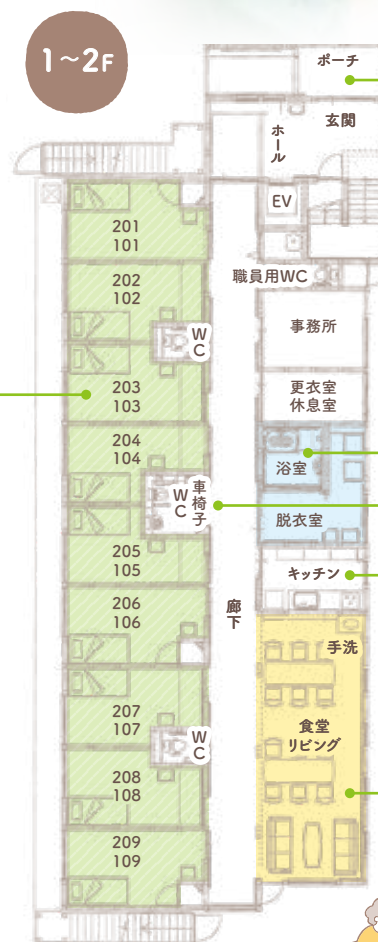 1~2F
ポーチ
玄関
ホール
EV
職員用WC
事務所
更衣室
休息室
浴室
脱衣室
キッチン
手洗
食堂
リビング
廊下
201
101
202
102
WC
203
103
204
104
車椅子
WC
205
105
206
106
207
107
WC
208
108
209
109